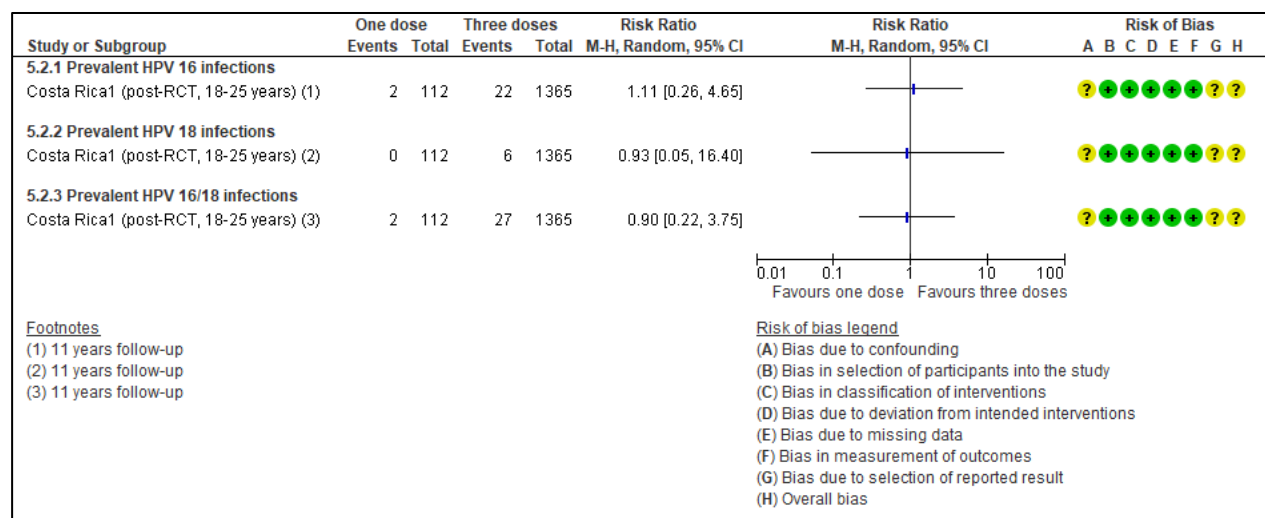 One dose Three doses Risk Ratio Risk Ratio Risk of Bias
Study or Subgroup Events Total Events Total M-H, Random, 95% CI M-H, Random, 95% CI A B C D E F G H
5.2.1 Prevalent HPV 16 infections
Costa Rica1 (post-RCT, 18-25 years) (1) 2 112 22 1365 1.11 [0.26, 4.65] ? + + + + + ? ?
5.2.2 Prevalent HPV 18 infections
Costa Rica1 (post-RCT, 18-25 years) (2) 0 112 6 1365 0.93 [0.05, 16.40] ? + + + + + ? ?
5.2.3 Prevalent HPV 16/18 infections
Costa Rica1 (post-RCT, 18-25 years) (3) 2 112 27 1365 0.90 [0.22, 3.75] ? + + + + + ? ?
0.01 0.1 1 10 100
Favours one dose Favours three doses
Footnotes
(1) 11 years follow-up
(2) 11 years follow-up
(3) 11 years follow-up
Risk of bias legend
(A) Bias due to confounding
(B) Bias in selection of participants into the study
(C) Bias in classification of interventions
(D) Bias due to deviation from intended interventions
(E) Bias due to missing data
(F) Bias in measurement of outcomes
(G) Bias due to selection of reported result
(H) Overall bias